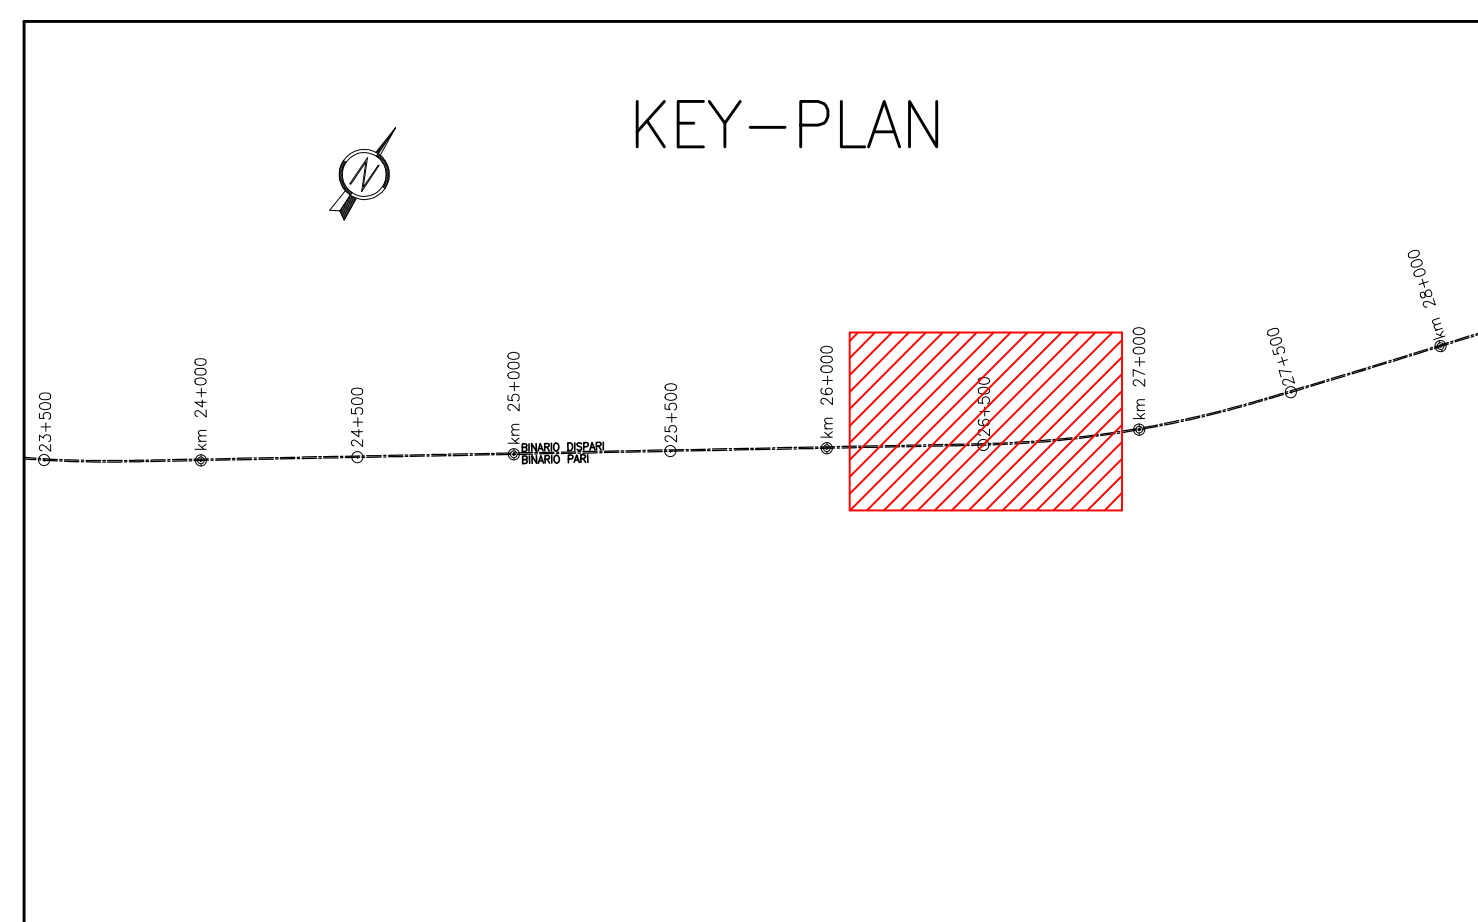 KEY-PLAN
N
23+500
km 24+000
24+500
km 25+000
BINARIO DISPARI
BINARIO PARI
25+500
km 26+000
26+500
km 27+000
27+500
km 28+000